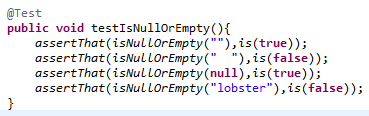 @Test
public void testIsNullOrEmpty(){
    assertThat(isNullOrEmpty(""),is(true));
    assertThat(isNullOrEmpty("  "),is(false));
    assertThat(isNullOrEmpty(null),is(true));
    assertThat(isNullOrEmpty("lobster"),is(false));
}